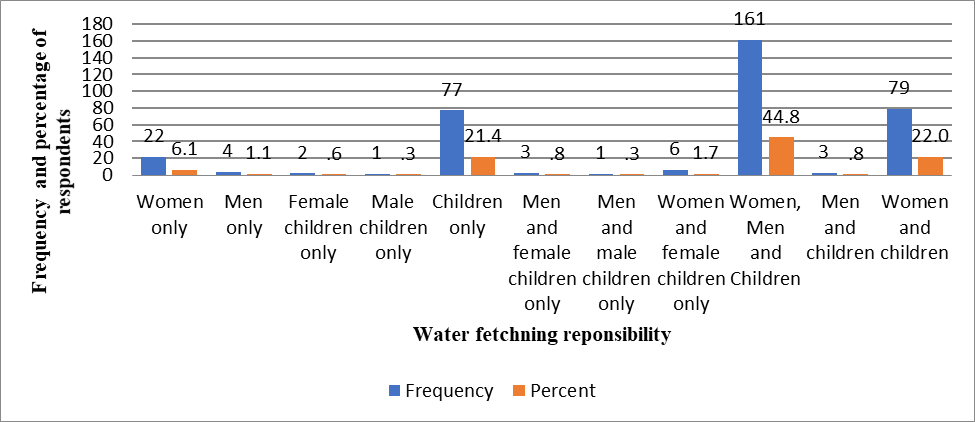 Frequency and percentage of
respondents
180
160
140
120
100
80
60
40
20
0
22
6.1
4
1.1
2
.6
1
.3
77
21.4
3
.8
1
.3
6
1.7
161
44.8
3
.8
79
22.0
Women
only
Men
only
Female
children
only
Male
children
only
Children
only
Men
and
female
children
only
Men
and
male
children
only
Women
and
female
children
only
Women,
Men
and
Children
Men
and
children
Women
and
children
Water fetchning reponsibility
Frequency
Percent